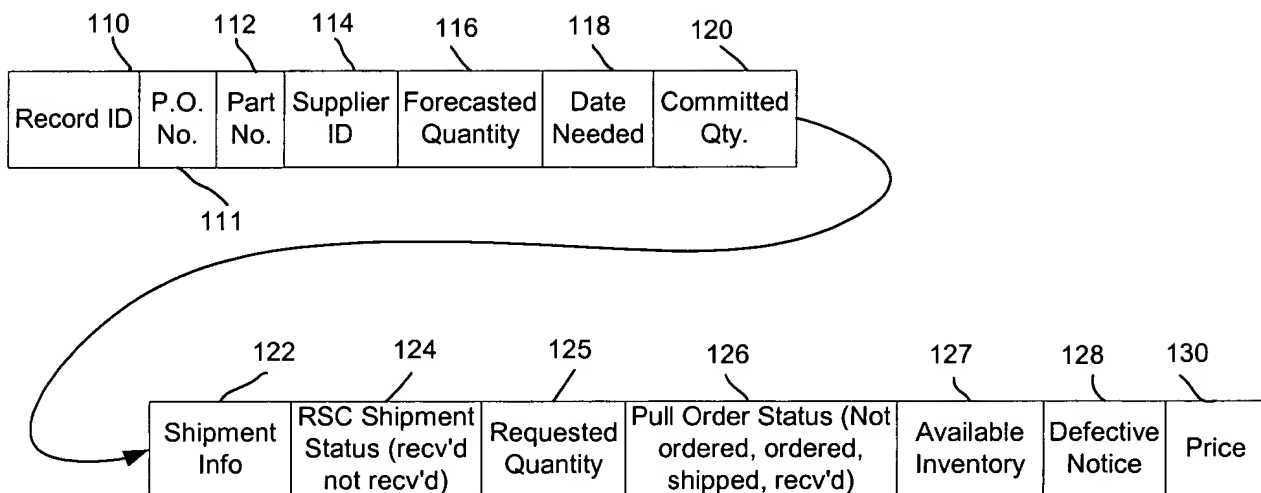 110
112
114
116
118
120
Record ID
P.O.
No.
Part
No.
Supplier
ID
Forecasted
Quantity
Date
Needed
Committed
Qty.
111
122
124
125
126
127
128
130
Shipment
Info
RSC Shipment
Status (recv'd
not recv'd)
Requested
Quantity
Pull Order Status (Not
ordered, ordered,
shipped, recv'd)
Available
Inventory
Defective
Notice
Price